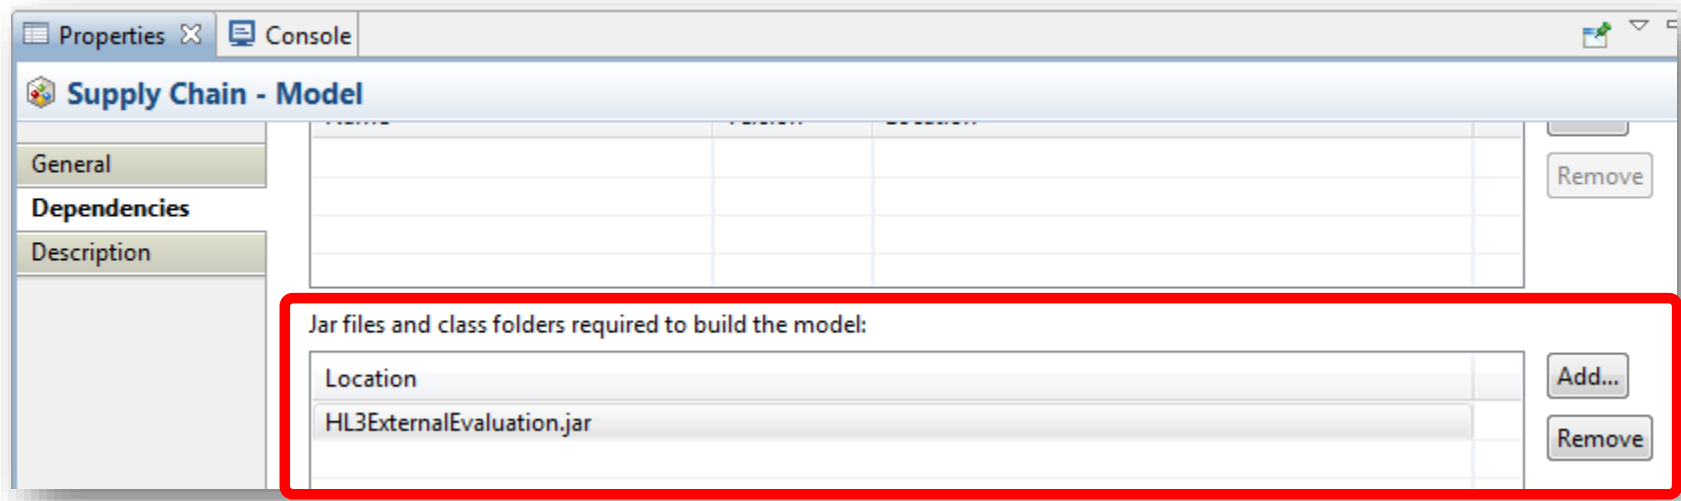 Properties Console
Supply Chain - Model
General
Remove
Dependencies
Description
Jar files and class folders required to build the model:
Location
Add...
HL3ExternalEvaluation.jar
Remove